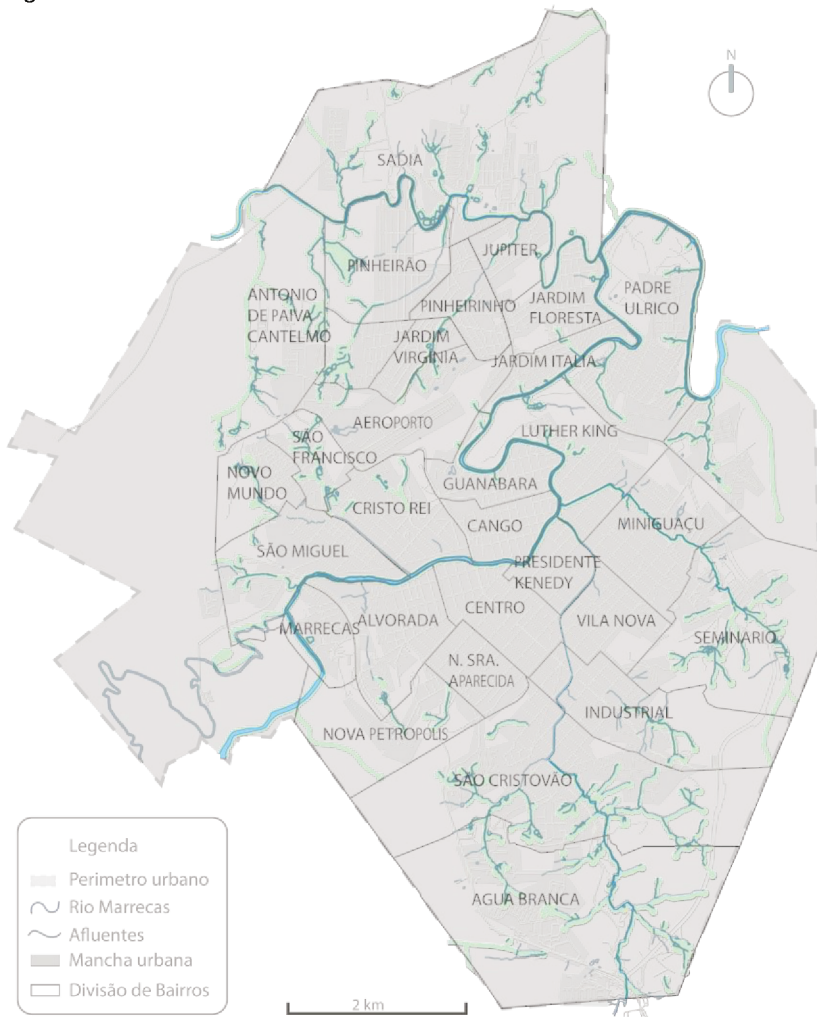 N
SADIA
JUPITER
PINHEIRÃO
PADRE
ULRICO
ANTONIO
DE PAIVA
CANTELMO
PINHEIRINHO
JARDIM
FLORESTA
JARDIM
VIRGINIA
JARDIM ITALIA
AEROPORTO
LUTHER KING
SÃO
FRANCISCO
NOVO
MUNDO
GUANABARA
CRISTO REI
CANGO
MINIGUAÇU
SÃO MIGUEL
PRESIDENTE
KENEDY
CENTRO
ALVORADA
VILA NOVA
MARRECAS
SEMINARIO
N. SRA.
APARECIDA
INDUSTRIAL
NOVA PETROPOLIS
SÃO CRISTOVÃO
AGUA BRANCA
Legenda
Perimetro urbano
Rio Marrecas
Afluentes
Mancha urbana
Divisão de Bairros
2 km